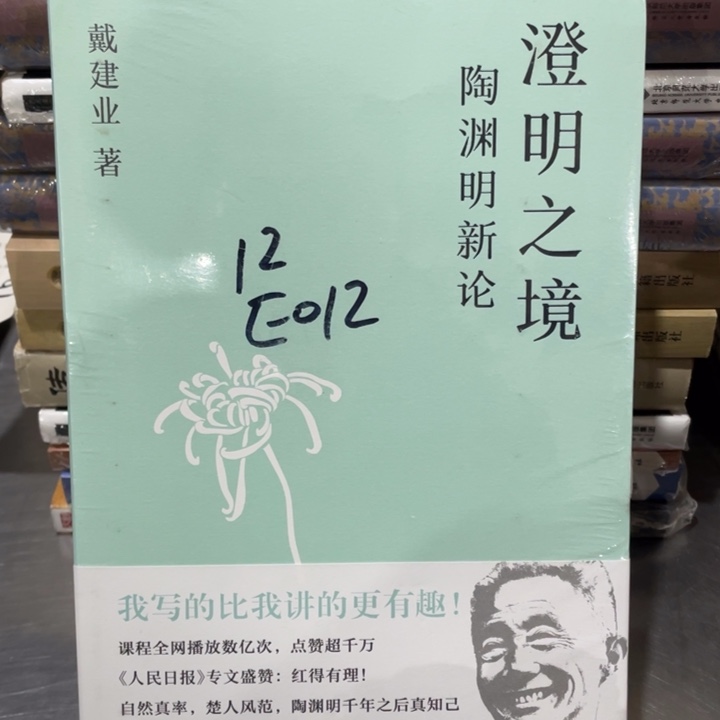 澄明之境
陶渊明新论
戴建业 著
12
E012
我写的比我讲的更有趣！
课程全网播放数亿次，点赞超千万
《人民日报》专文盛赞：红得有理！
自然真率，楚人风范，陶渊明千年之后真知己